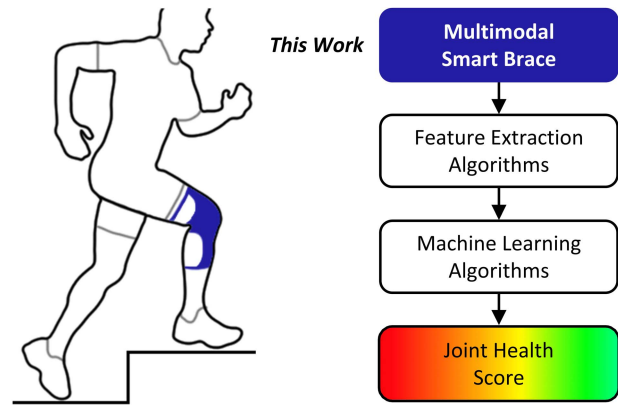 This Work
Multimodal
Smart Brace
Feature Extraction
Algorithms
Machine Learning
Algorithms
Joint Health
Score